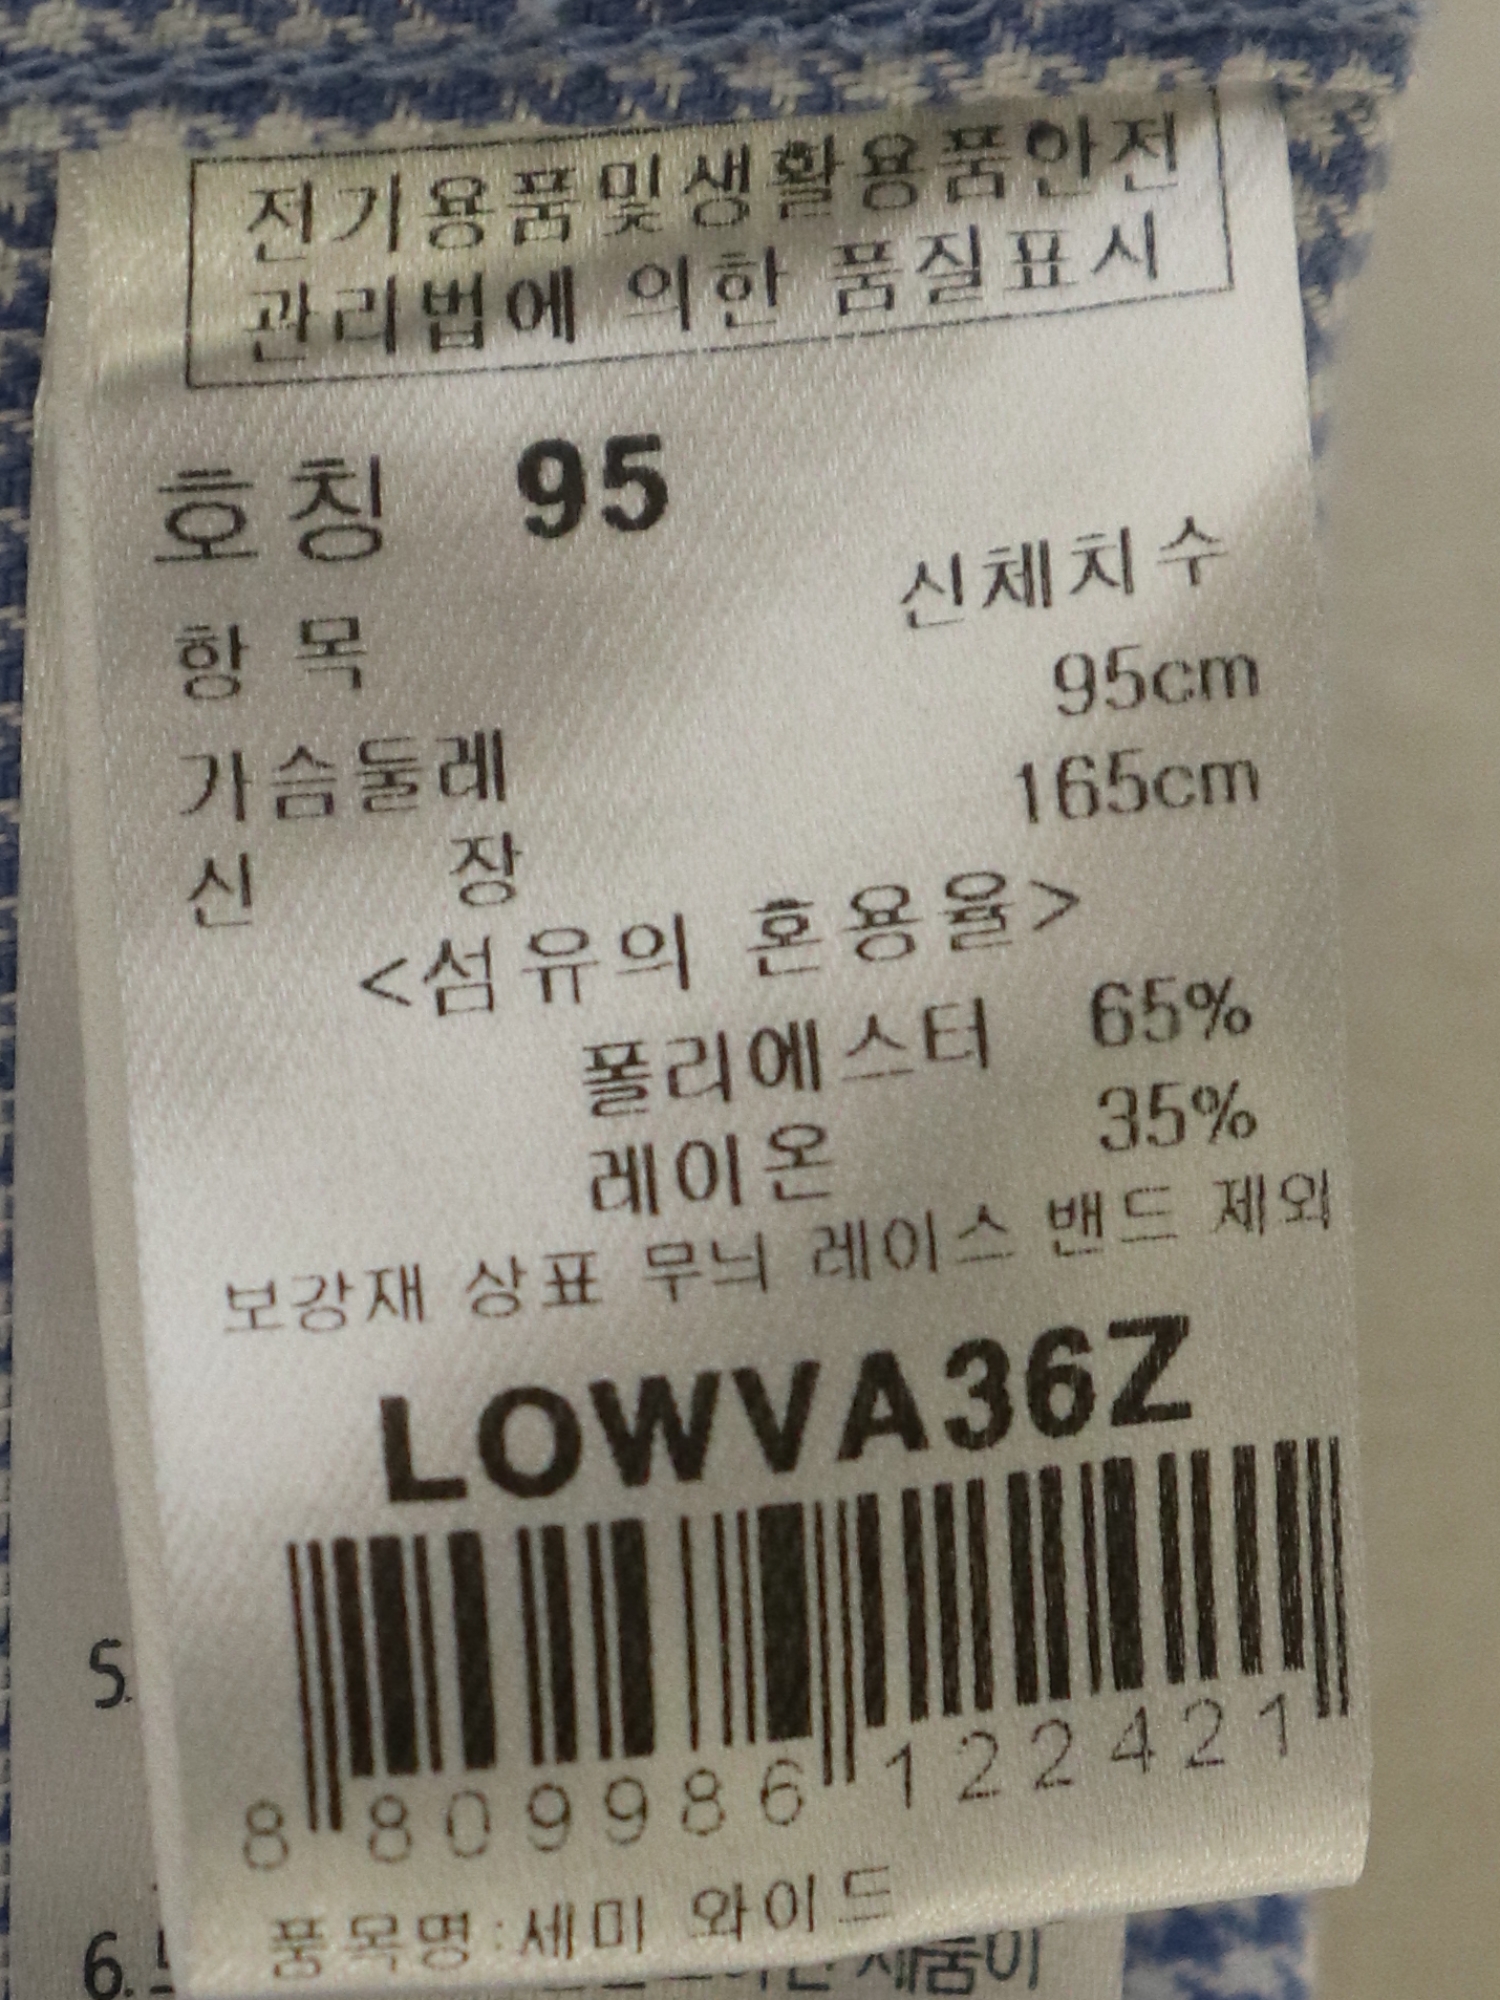 전기용품및생활용품안전
관리법에 의한 품질표시
호칭 95
항 목 신체치수
가슴둘레 95cm
신 장 165cm
<섬유의 혼용율>
폴리에스터 65%
레이온 35%
보강재 상표 무늬 레이스 밴드 제외
LOWVA36Z
8 809986 122421
품목명:세미 와이드
5.
6.